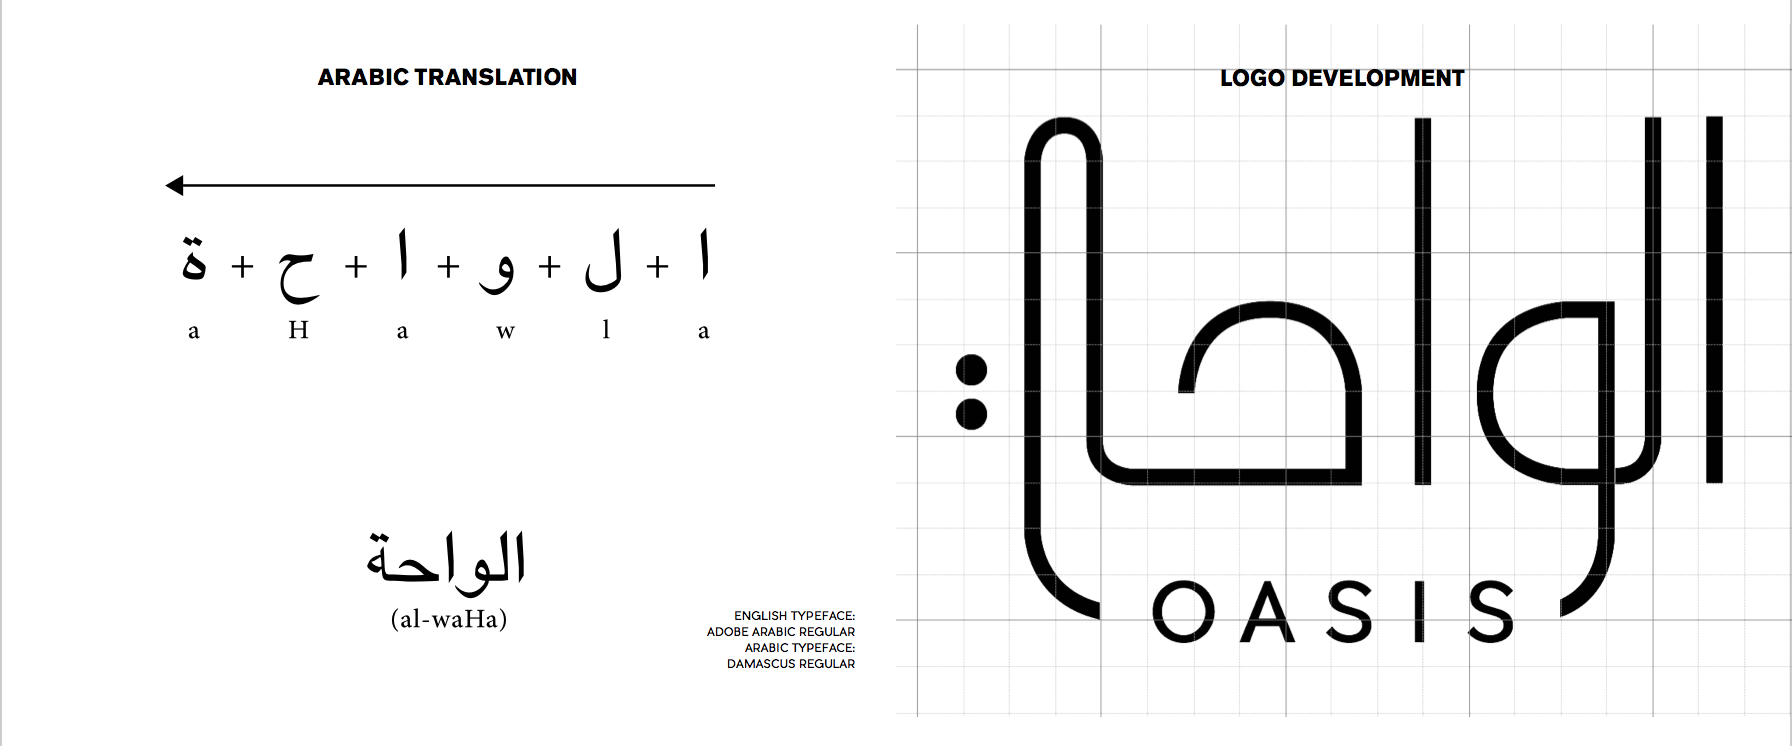 ARABIC TRANSLATION
ا + ل + و + ا + ح + ة
a H a w l a
الواحة
(al-waHa)
ENGLISH TYPEFACE:
ADOBE ARABIC REGULAR
ARABIC TYPEFACE:
DAMASCUS REGULAR
LOGO DEVELOPMENT
الواحة
OASIS